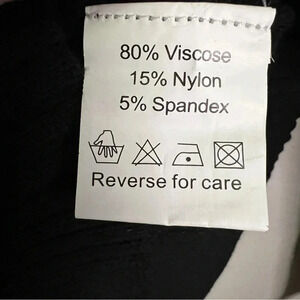 80% Viscose
15% Nylon
5% Spandex
Reverse for care